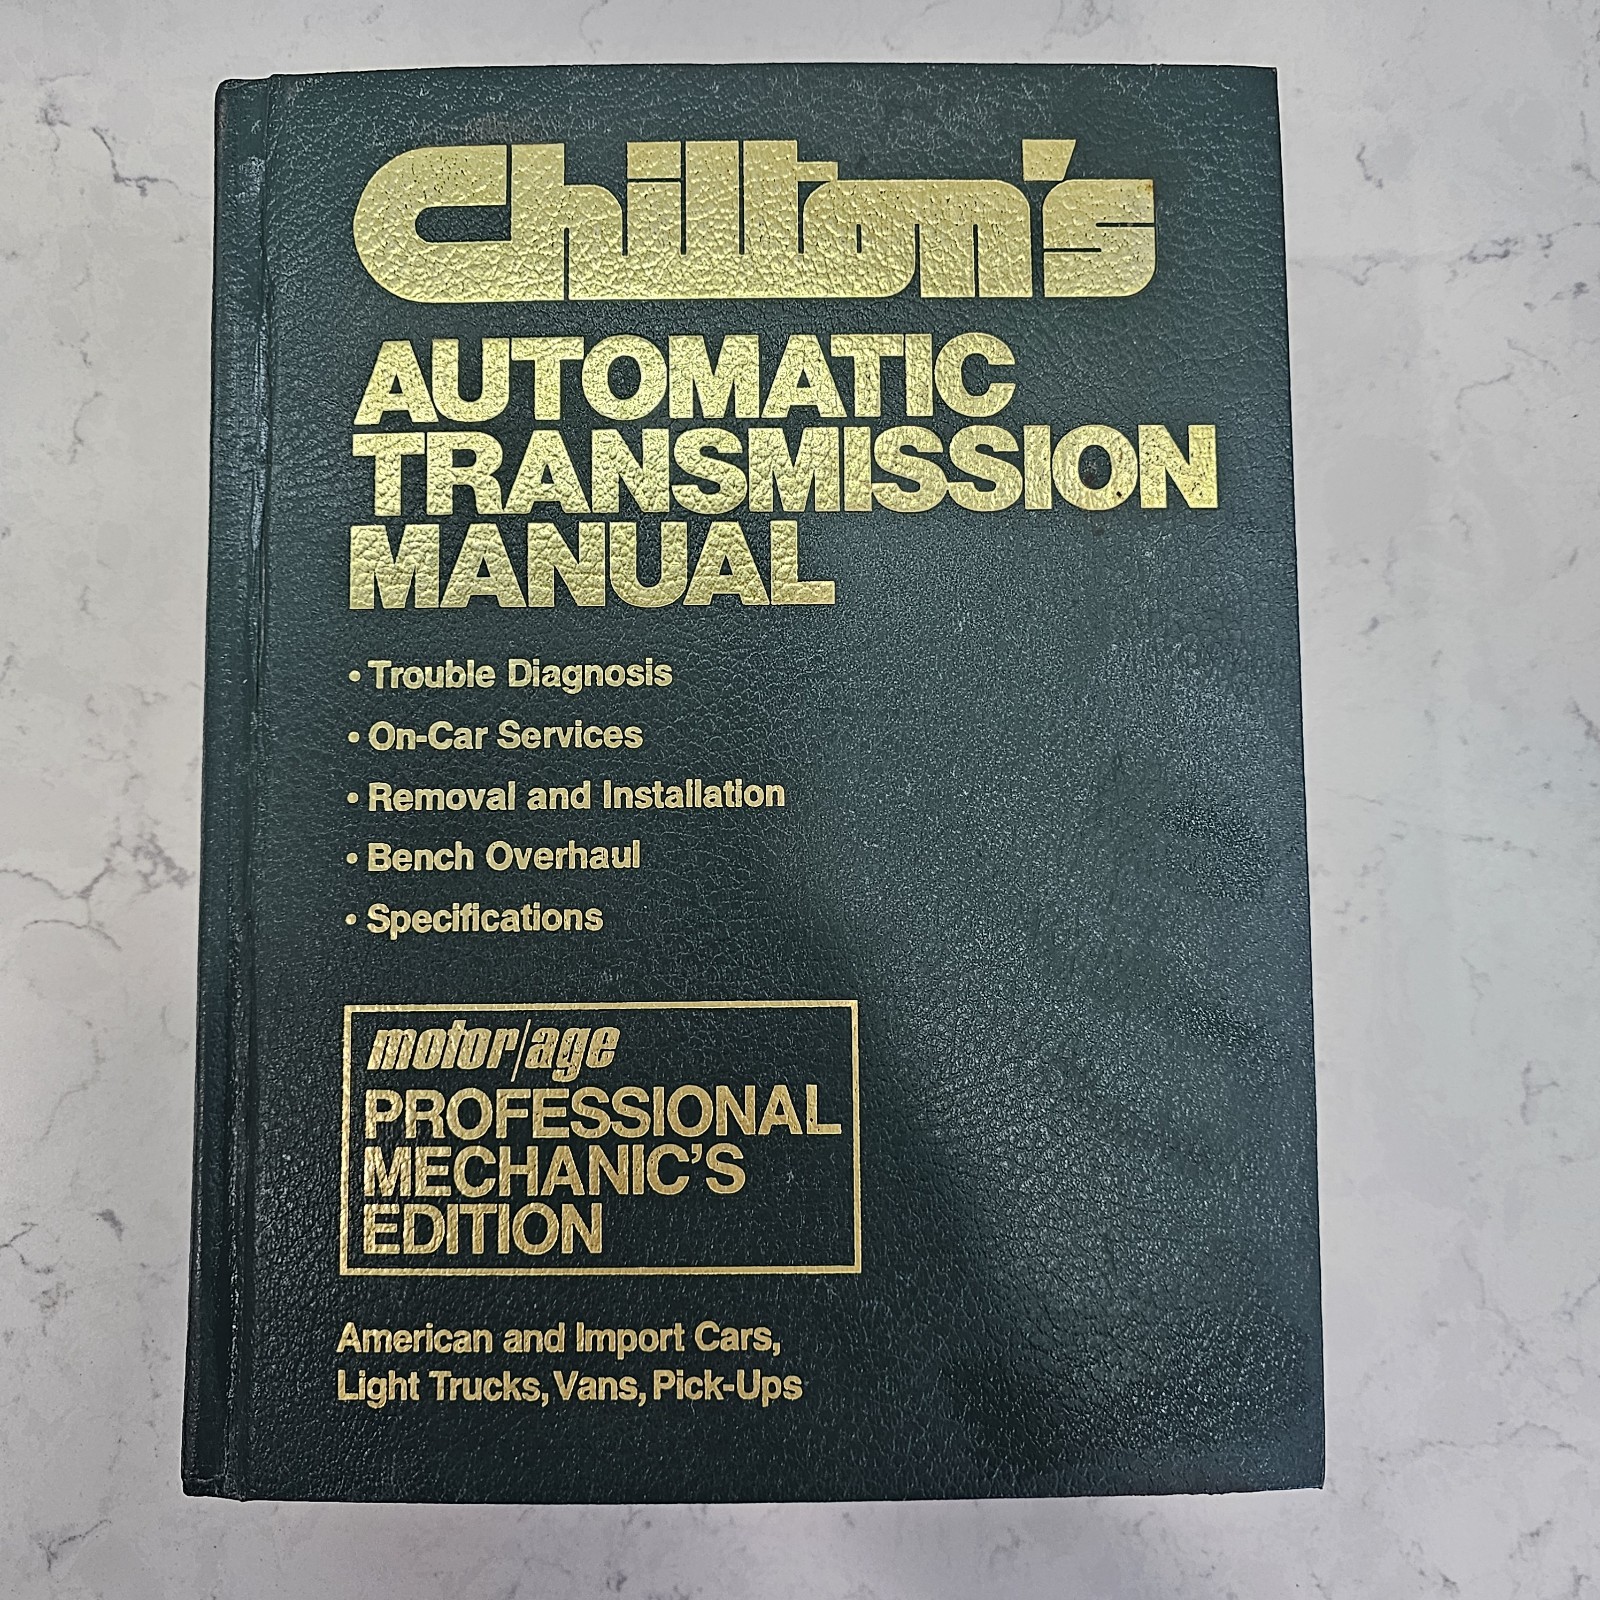 Chilton's
AUTOMATIC
TRANSMISSION
MANUAL
• Trouble Diagnosis
• On-Car Services
• Removal and Installation
• Bench Overhaul
• Specifications
motor/age
PROFESSIONAL
MECHANIC'S
EDITION
American and Import Cars,
Light Trucks, Vans, Pick-Ups